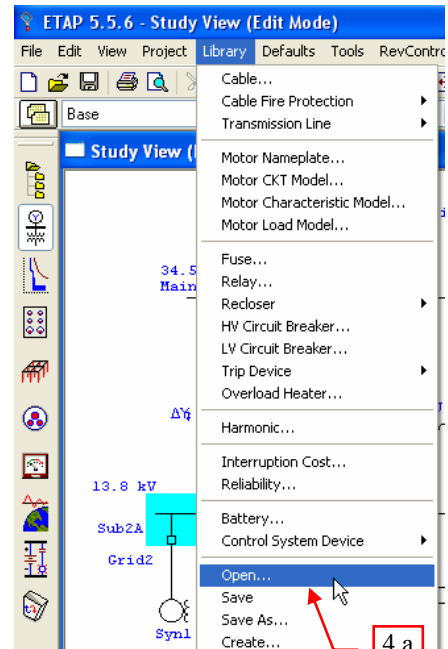 ETAP 5.5.6 - Study View (Edit Mode)
File Edit View Project Library Defaults Tools RevContro
Base
Study View (
Cable...
Cable Fire Protection
Transmission Line
Motor Nameplate...
Motor CKT Model...
Motor Characteristic Model...
Motor Load Model...
Fuse...
Relay...
Recloser
HV Circuit Breaker...
LV Circuit Breaker...
Trip Device
Overload Heater...
Harmonic...
Interruption Cost...
Reliability...
Battery...
Control System Device
Open...
Save
Save As...
Create...
34.5
Main
13.8 kV
Sub2A
Grid2
Syn1
4.a